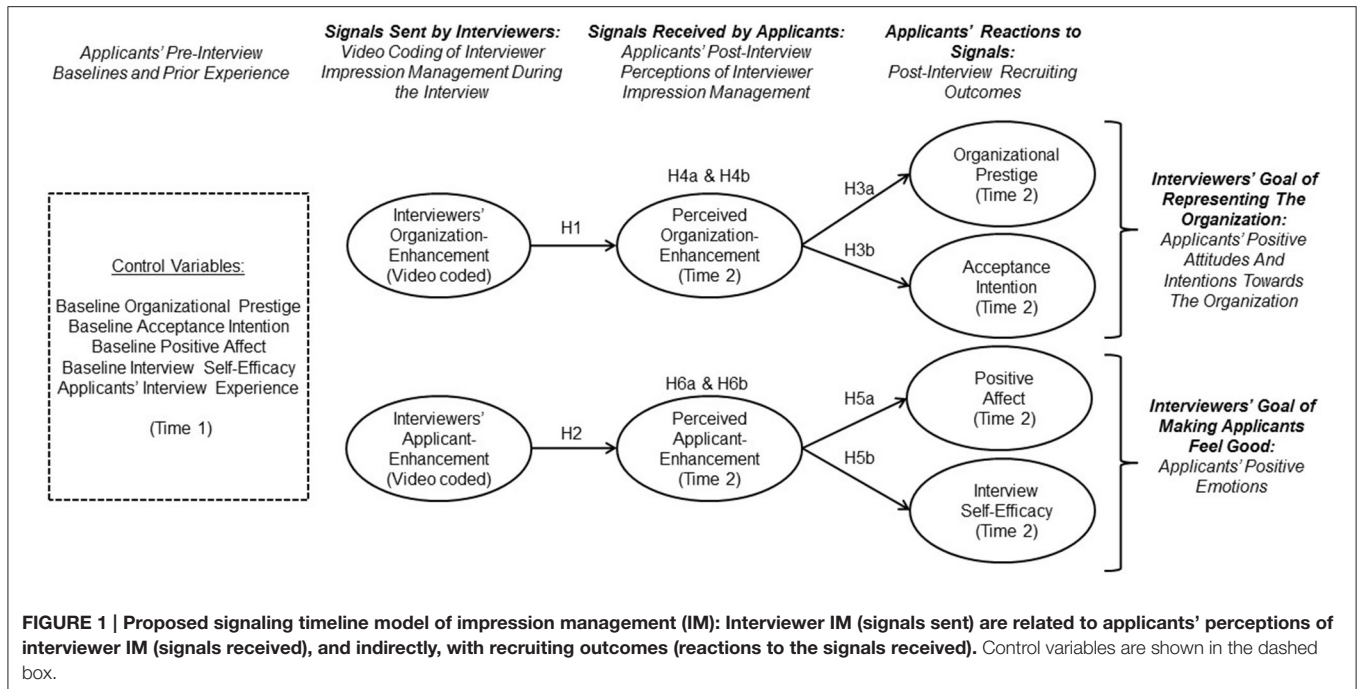 Applicants' Pre-Interview
Baselines and Prior Experience
Signals Sent by Interviewers:
Video Coding of Interviewer
Impression Management During
the Interview
Signals Received by Applicants:
Applicants' Post-Interview
Perceptions of Interviewer
Impression Management
Applicants' Reactions to
Signals:
Post-Interview Recruiting
Outcomes
Control Variables:
Baseline Organizational Prestige
Baseline Acceptance Intention
Baseline Positive Affect
Baseline Interview Self-Efficacy
Applicants' Interview Experience
(Time 1)
Interviewers'
Organization-
Enhancement
(Video coded)
H1
H4a & H4b
Perceived
Organization-
Enhancement
(Time 2)
H3a
H3b
Organizational
Prestige
(Time 2)
Acceptance
Intention
(Time 2)
Interviewers' Goal of
Representing The
Organization:
Applicants' Positive
Attitudes And
Intentions Towards
The Organization
Interviewers'
Applicant-
Enhancement
(Video coded)
H2
H6a & H6b
Perceived
Applicant-
Enhancement
(Time 2)
H5a
H5b
Positive
Affect
(Time 2)
Interview
Self-Efficacy
(Time 2)
Interviewers' Goal of
Making Applicants
Feel Good:
Applicants' Positive
Emotions
FIGURE 1 | Proposed signaling timeline model of impression management (IM): Interviewer IM (signals sent) are related to applicants' perceptions of
interviewer IM (signals received), and indirectly, with recruiting outcomes (reactions to the signals received). Control variables are shown in the dashed
box.